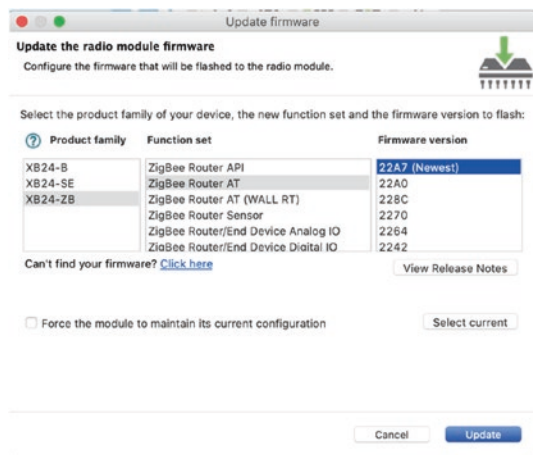 Update firmware
Update the radio module firmware
Configure the firmware that will be flashed to the radio module.
Select the product family of your device, the new function set and the firmware version to flash:
? Product family Function set Firmware version
XB24-B ZigBee Router API 22A7 (Newest)
XB24-SE ZigBee Router AT 22A0
XB24-ZB ZigBee Router AT (WALL RT) 228C
ZigBee Router Sensor 2270
ZigBee Router/End Device Analog IO 2264
ZigBee Router/End Device Digital IO 2242
Can't find your firmware? Click here View Release Notes
Force the module to maintain its current configuration Select current
Cancel Update